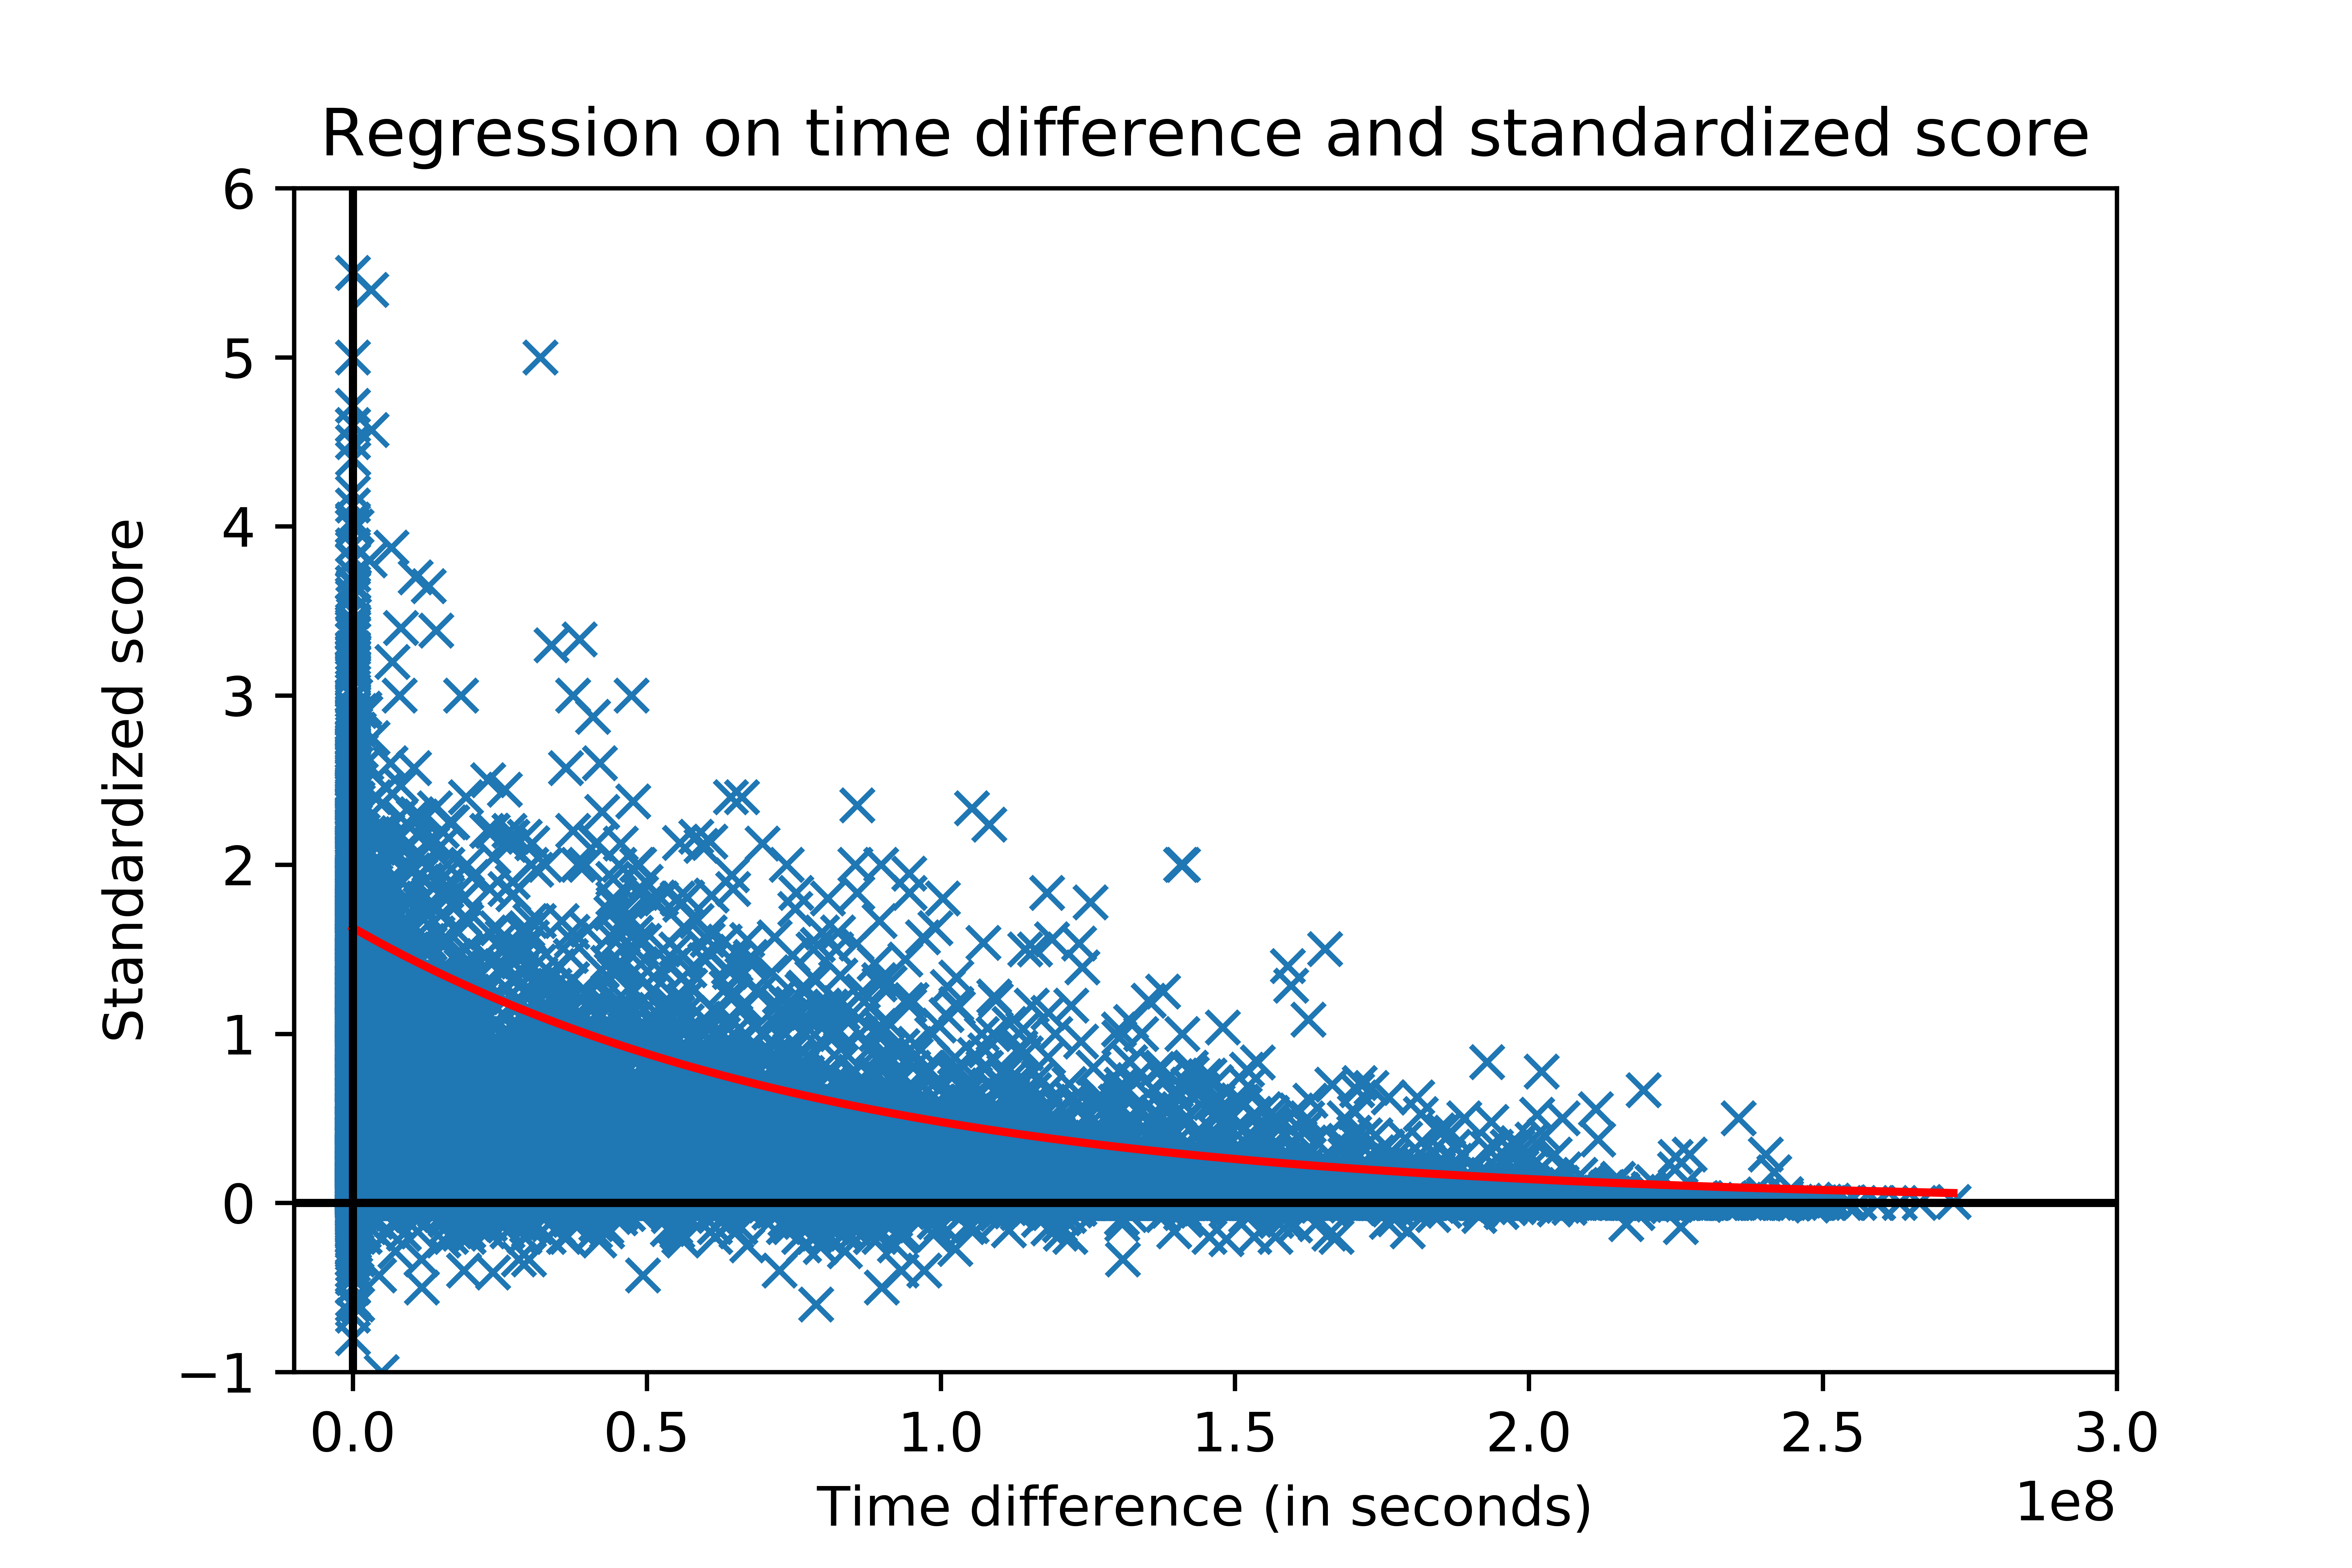 Regression on time difference and standardized score
6
5
4
3
2
1
0
−1
Standardized score
0.0 0.5 1.0 1.5 2.0 2.5 3.0
1e8
Time difference (in seconds)